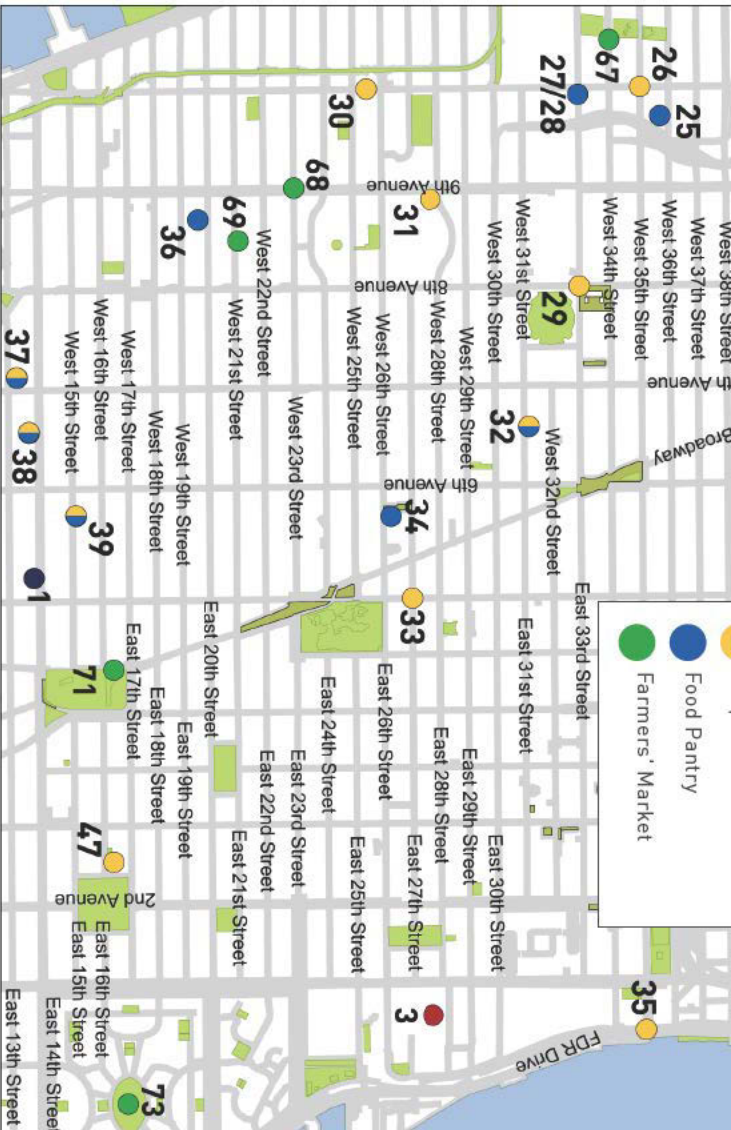 Food Pantry
Farmers' Market
26
67
25
27/28
30
68
9th Avenue
31
69
36
West 38th Street
West 37th Street
West 36th Street
West 35th Street
West 34th Street
West 31st Street
West 30th Street
8th Avenue
29
West 22nd Street
West 21st Street
West 29th Street
West 28th Street
West 26th Street
West 25th Street
West 23rd Street
West 19th Street
West 18th Street
West 17th Street
West 16th Street
West 15th Street
37
38
39
32
West 32nd Street
Broadway
6th Avenue
34
33
1
East 33rd Street
East 31st Street
East 20th Street
71
East 17th Street
East 18th Street
East 19th Street
East 26th Street
East 24th Street
East 23rd Street
East 22nd Street
East 21st Street
East 30th Street
East 29th Street
East 28th Street
East 27th Street
East 25th Street
47
2nd Avenue
East 16th Street
East 15th Street
East 14th Street
East 13th Street
3
35
FDR Drive
73